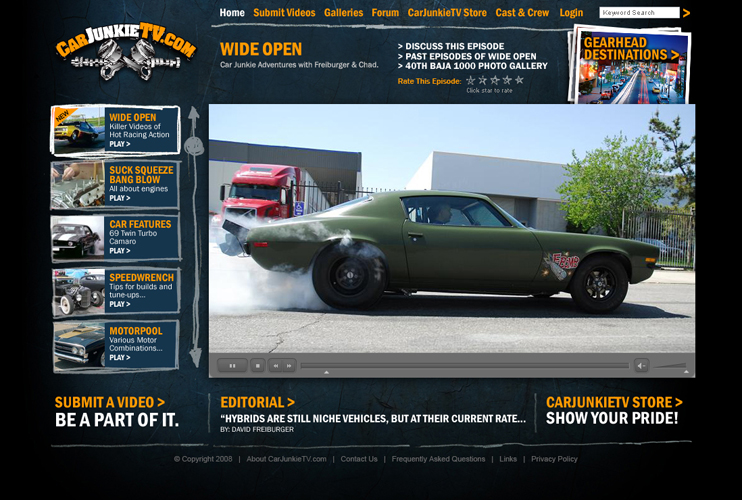 CARJUNKIETV.COM
Home Submit Videos Galleries Forum CarJunkieTV Store Cast & Crew Login Keyword Search >
WIDE OPEN
Car Junkie Adventures with Freiburger & Chad.
> DISCUSS THIS EPISODE
> PAST EPISODES OF WIDE OPEN
> 40TH BAJA 1000 PHOTO GALLERY
Rate This Episode:
Click star to rate
GEARHEAD
DESTINATIONS >
NEW
WIDE OPEN
Killer Videos of
Hot Racing Action
PLAY >
SUCK SQUEEZE
BANG BLOW
All about engines
PLAY >
CAR FEATURES
69 Twin Turbo
Camaro
PLAY >
SPEEDWRENCH
Tips for builds and
tune-ups...
PLAY >
MOTORPOOL
Various Motor
Combinations...
PLAY >
SUBMIT A VIDEO >
BE A PART OF IT.
EDITORIAL >
“HYBRIDS ARE STILL NICHE VEHICLES, BUT AT THEIR CURRENT RATE...
BY: DAVID FREIBURGER
CARJUNKIETV STORE >
SHOW YOUR PRIDE!
© Copyright 2008 | About CarJunkieTV.com | Contact Us | Frequently Asked Questions | Links | Privacy Policy